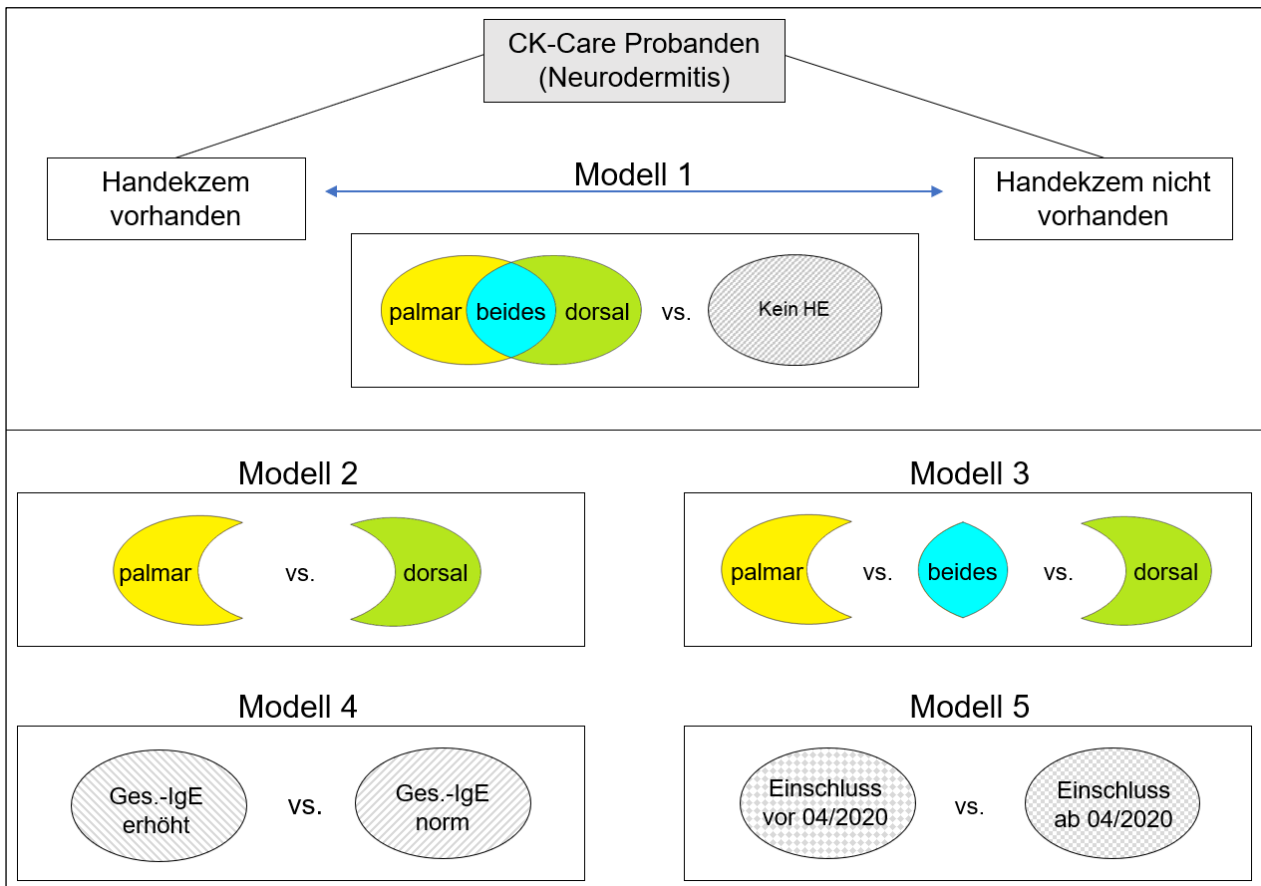 CK-Care Probanden
(Neurodermitis)
Handekzem
vorhanden
Modell 1
Handekzem nicht
vorhanden
palmar beides dorsal vs. Kein HE
Modell 2
palmar vs. dorsal
Modell 3
palmar vs. beides vs. dorsal
Modell 4
Ges.-IgE
erhöht
vs.
Ges.-IgE
norm
Modell 5
Einschluss
vor 04/2020
vs.
Einschluss
ab 04/2020